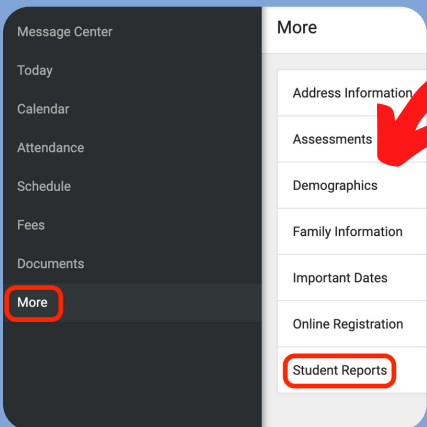 Message Center
Today
Calendar
Attendance
Schedule
Fees
Documents
More
More
Address Information
Assessments
Demographics
Family Information
Important Dates
Online Registration
Student Reports